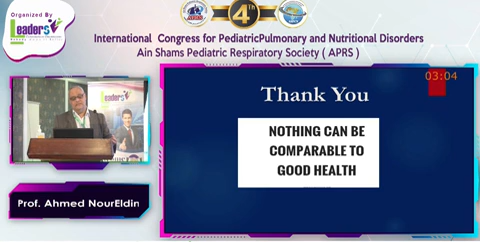 Organized By
Leaders
4TH
International Congress for PediatricPulmonary and Nutritional Disorders
Ain Shams Pediatric Respiratory Society ( APRS )
03:04
Thank You
NOTHING CAN BE
COMPARABLE TO
GOOD HEALTH
Leaders
Prof. Ahmed NourEldin